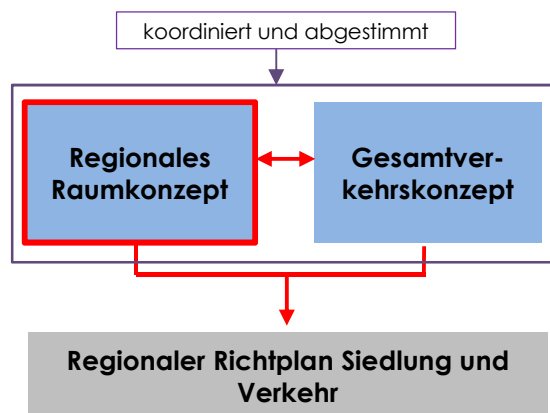 koordiniert und abgestimmt
Regionales
Raumkonzept
Gesamtver-
kehrskonzept
Regionaler Richtplan Siedlung und
Verkehr